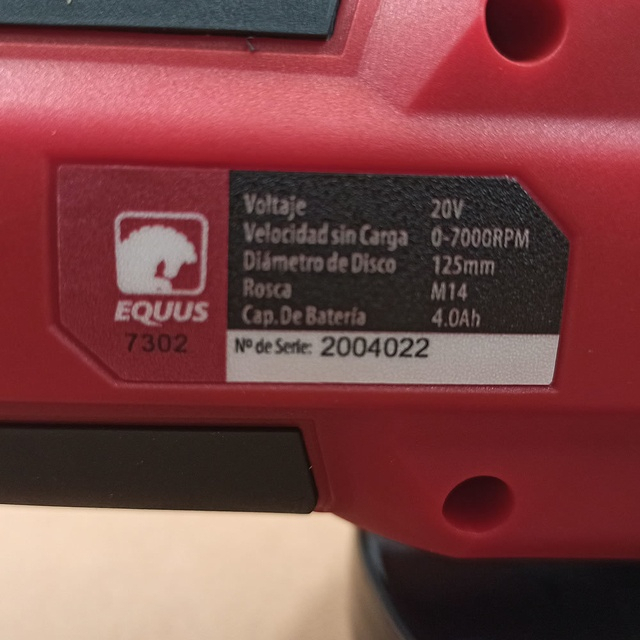 Voltaje 20V
Velocidad sin Carga 0-7000RPM
Diámetro de Disco 125mm
Rosca M14
Cap. De Batería 4.0Ah
EQUUS
7302
Nº de Serie: 2004022